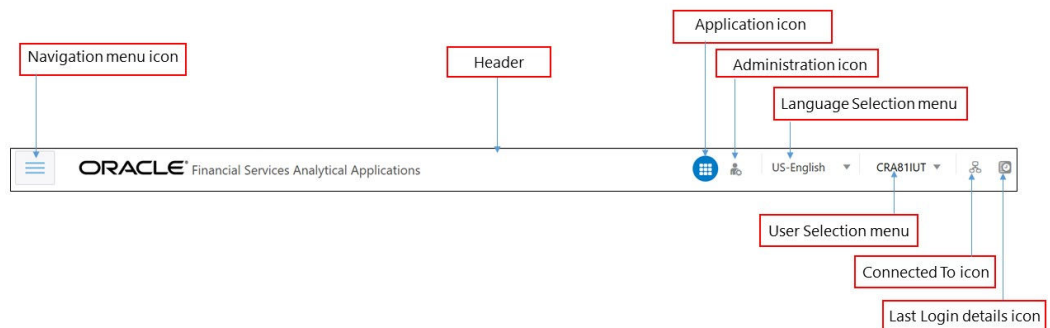 Application icon
Navigation menu icon
Header
Administration icon
Language Selection menu
ORACLE® Financial Services Analytical Applications
US-English
CRA81IUT
User Selection menu
Connected To icon
Last Login details icon